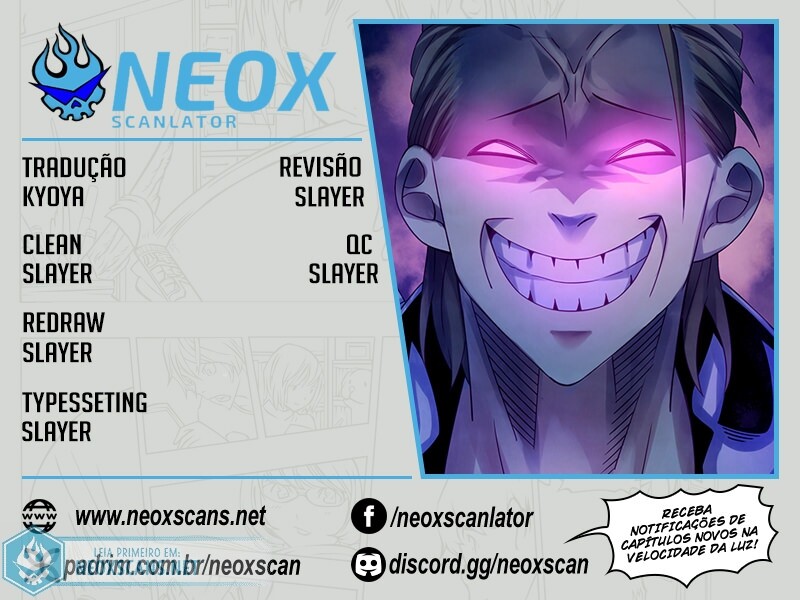 NEOX
SCANLATOR
TRADUÇÃO
KYOYA
REVISÃO
SLAYER
CLEAN
SLAYER
QC
SLAYER
REDRAW
SLAYER
TYPESSETING
SLAYER
www www.neoxscans.net
f /neoxscanlator
LEIA PRIMEIRO EM:
padrim.com.br/neoxscan
discord.gg/neoxscan
RECEBA
NOTIFICAÇÕES DE
CAPÍTULOS NOVOS NA
VELOCIDADE DA LUZ!